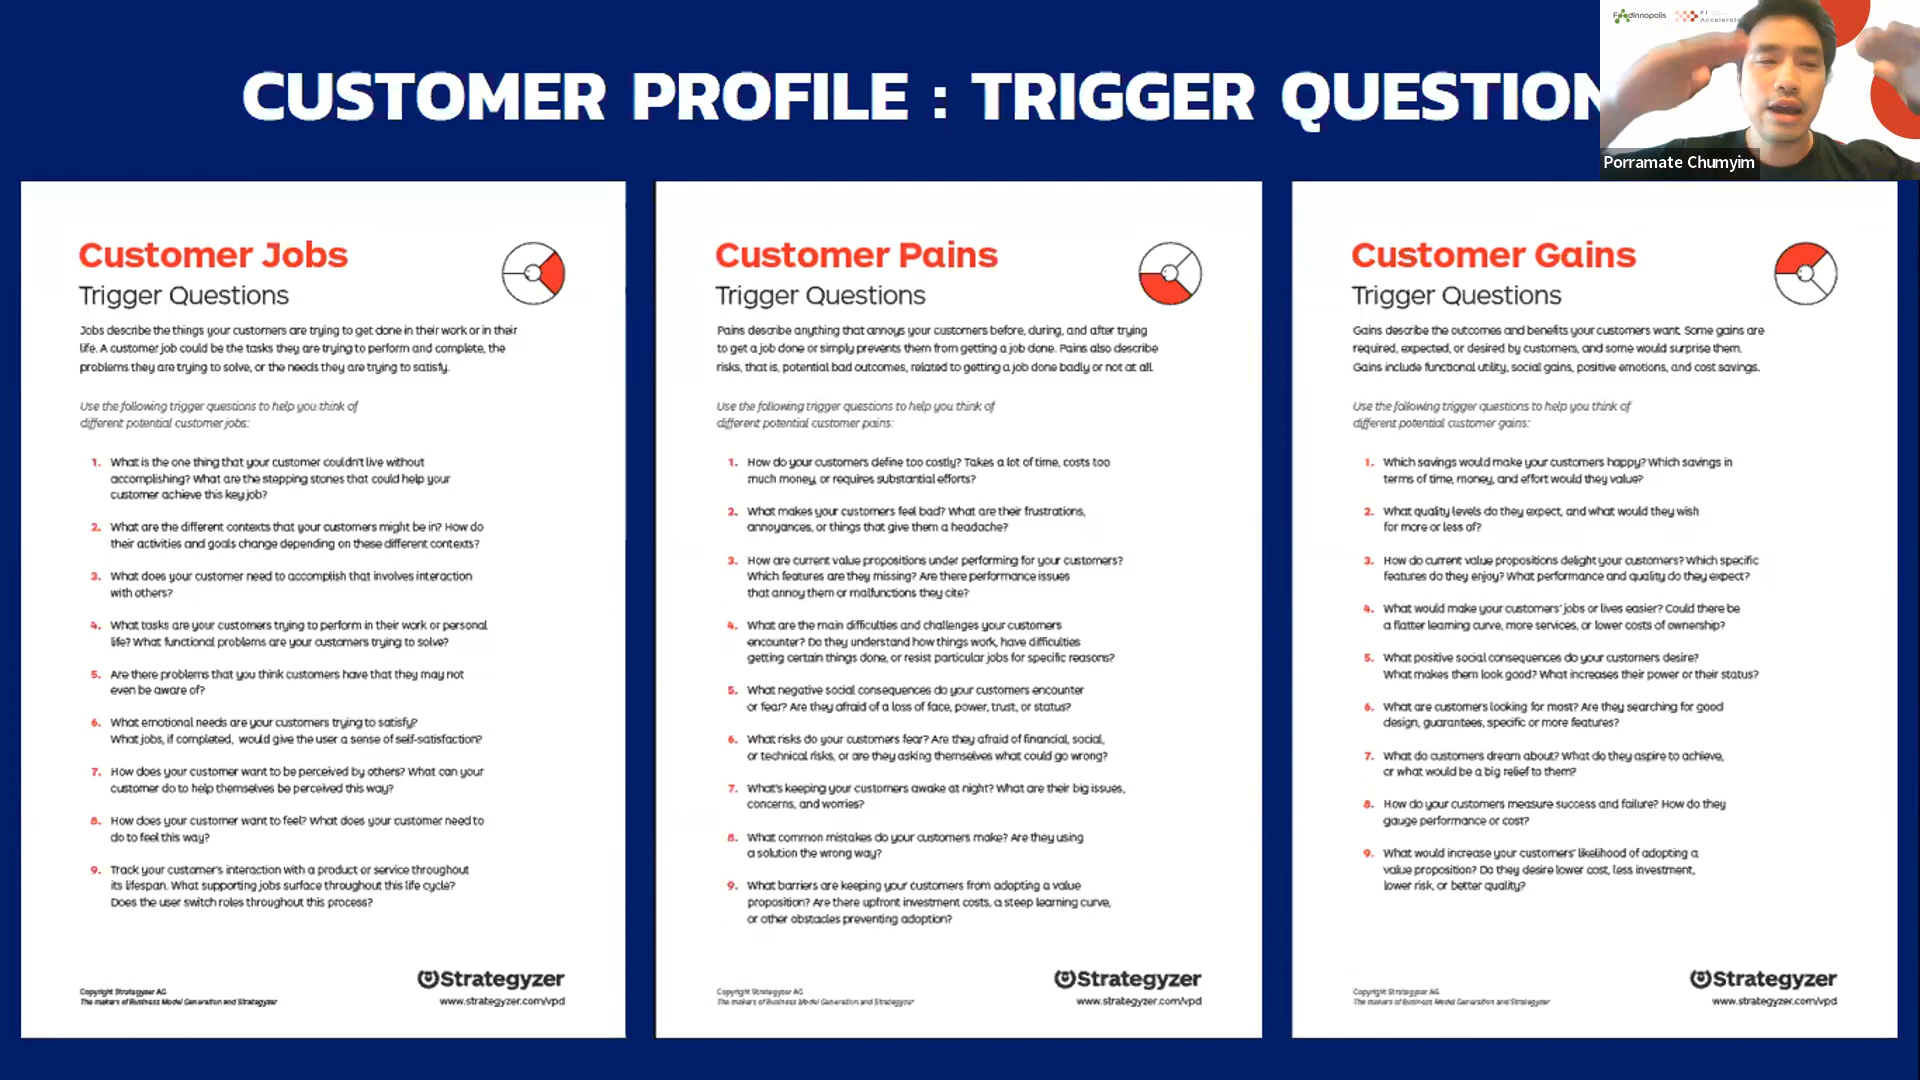 CUSTOMER PROFILE : TRIGGER QUESTION
Foodinnopolis
Accelerat
Porramate Chumyim
Customer Jobs
Trigger Questions
Jobs describe the things your customers are trying to get done in their work or in their
life. A customer job could be the tasks they are trying to perform and complete, the
problems they are trying to solve, or the needs they are trying to satisfy.
Use the following trigger questions to help you think of
different potential customer jobs:
1. What is the one thing that your customer couldn't live without
accomplishing? What are the stepping stones that could help your
customer achieve this key job?
2. What are the different contexts that your customers might be in? How do
their activities and goals change depending on these different contexts?
3. What does your customer need to accomplish that involves interaction
with others?
4. What tasks are your customers trying to perform in their work or personal
life? What functional problems are your customers trying to solve?
5. Are there problems that you think customers have that they may not
even be aware of?
6. What emotional needs are your customers trying to satisfy?
What jobs, if completed, would give the user a sense of self-satisfaction?
7. How does your customer want to be perceived by others? What can your
customer do to help themselves be perceived this way?
8. How does your customer want to feel? What does your customer need to
do to feel this way?
9. Track your customer's interaction with a product or service throughout
its lifespan. What supporting jobs surface throughout this life cycle?
Does the user switch roles throughout this process?
Copyright Strategyzer AG
The makers of Business Model Generation and Strategyzer
Strategyzer
www.strategyzer.com/vpd
Customer Pains
Trigger Questions
Pains describe anything that annoys your customers before, during, and after trying
to get a job done or simply prevents them from getting a job done. Pains also describe
risks, that is, potential bad outcomes, related to getting a job done badly or not at all.
Use the following trigger questions to help you think of
different potential customer pains:
1. How do your customers define too costly? Takes a lot of time, costs too
much money, or requires substantial efforts?
2. What makes your customers feel bad? What are their frustrations,
annoyances, or things that give them a headache?
3. How are current value propositions under performing for your customers?
Which features are they missing? Are there performance issues
that annoy them or malfunctions they cite?
4. What are the main difficulties and challenges your customers
encounter? Do they understand how things work, have difficulties
getting certain things done, or resist particular jobs for specific reasons?
5. What negative social consequences do your customers encounter
or fear? Are they afraid of a loss of face, power, trust, or status?
6. What risks do your customers fear? Are they afraid of financial, social,
or technical risks, or are they asking themselves what could go wrong?
7. What's keeping your customers awake at night? What are their big issues,
concerns, and worries?
8. What common mistakes do your customers make? Are they using
a solution the wrong way?
9. What barriers are keeping your customers from adopting a value
proposition? Are there upfront investment costs, a steep learning curve,
or other obstacles preventing adoption?
Copyright Strategyzer AG
The makers of Business Model Generation and Strategyzer
Strategyzer
www.strategyzer.com/vpd
Customer Gains
Trigger Questions
Gains describe the outcomes and benefits your customers want. Some gains are
required, expected, or desired by customers, and some would surprise them.
Gains include functional utility, social gains, positive emotions, and cost savings.
Use the following trigger questions to help you think of
different potential customer gains:
1. Which savings would make your customers happy? Which savings in
terms of time, money, and effort would they value?
2. What quality levels do they expect, and what would they wish
for more or less of?
3. How do current value propositions delight your customers? Which specific
features do they enjoy? What performance and quality do they expect?
4. What would make your customers' jobs or lives easier? Could there be
a flatter learning curve, more services, or lower costs of ownership?
5. What positive social consequences do your customers desire?
What makes them look good? What increases their power or their status?
6. What are customers looking for most? Are they searching for good
design, guarantees, specific or more features?
7. What do customers dream about? What do they aspire to achieve,
or what would be a big relief to them?
8. How do your customers measure success and failure? How do they
gauge performance or cost?
9. What would increase your customers' likelihood of adopting a
value proposition? Do they desire lower cost, less investment,
lower risk, or better quality?
Copyright Strategyzer AG
The makers of Business Model Generation and Strategyzer
Strategyzer
www.strategyzer.com/vpd